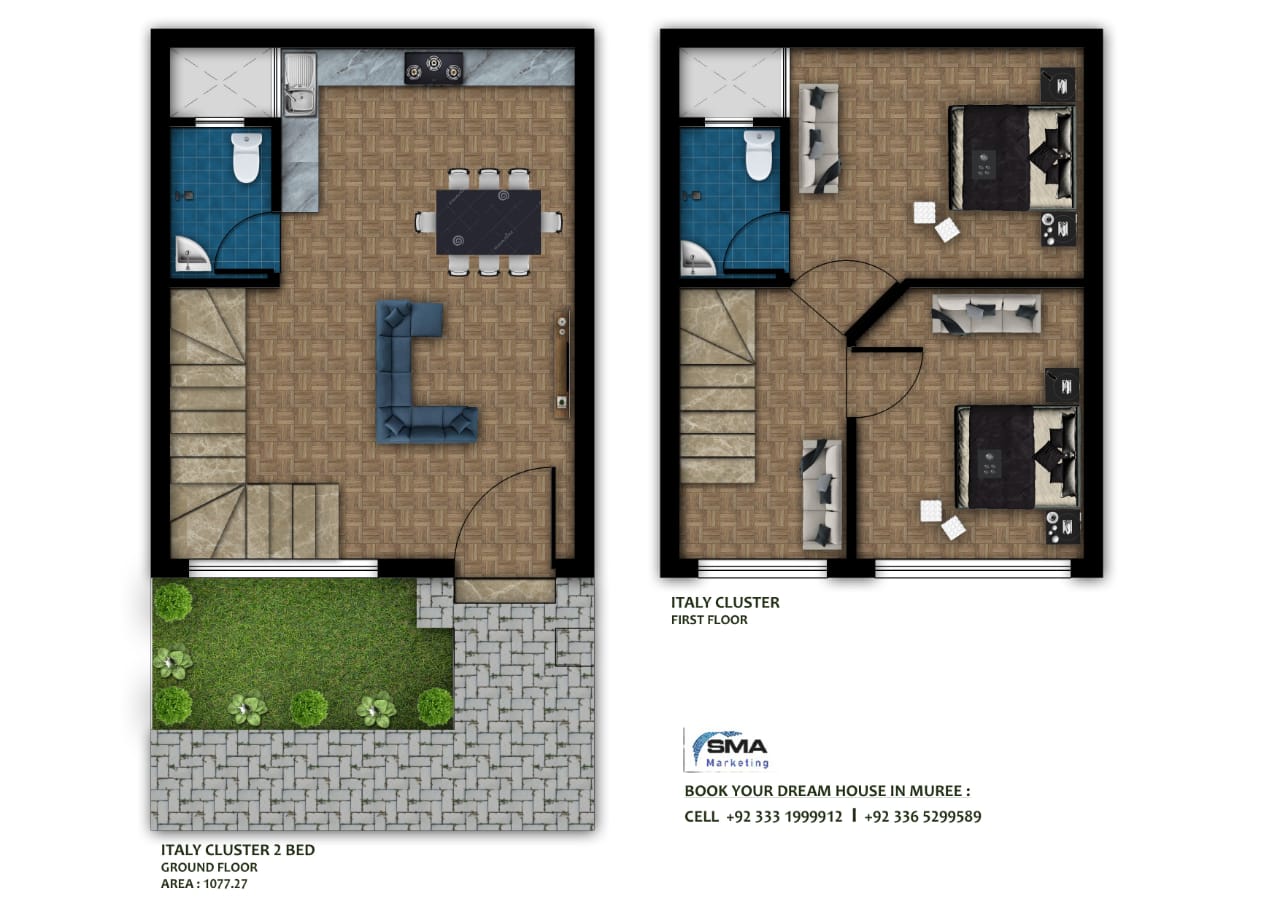 ITALY CLUSTER 2 BED
GROUND FLOOR
AREA : 1077.27
ITALY CLUSTER
FIRST FLOOR
SMA
Marketing
BOOK YOUR DREAM HOUSE IN MUREE :
CELL +92 333 1999912 | +92 336 5299589